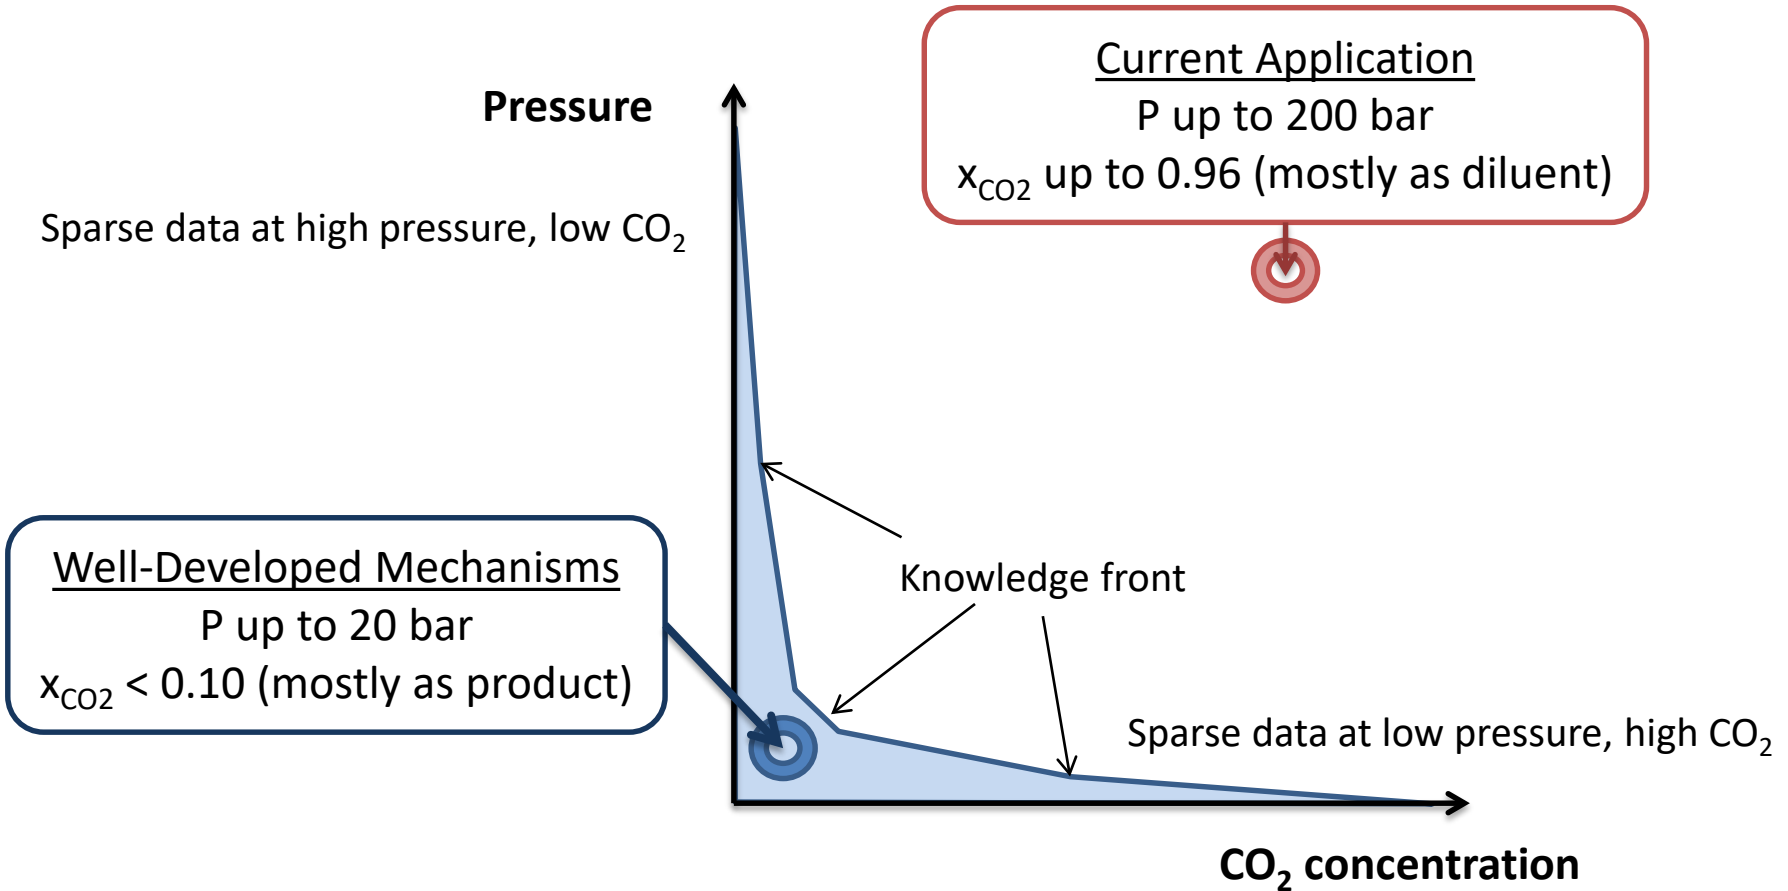 Current Application
P up to 200 bar
x_CO2 up to 0.96 (mostly as diluent)
Pressure
Sparse data at high pressure, low CO₂
Well-Developed Mechanisms
P up to 20 bar
x_CO2 < 0.10 (mostly as product)
Knowledge front
Sparse data at low pressure, high CO₂
CO₂ concentration